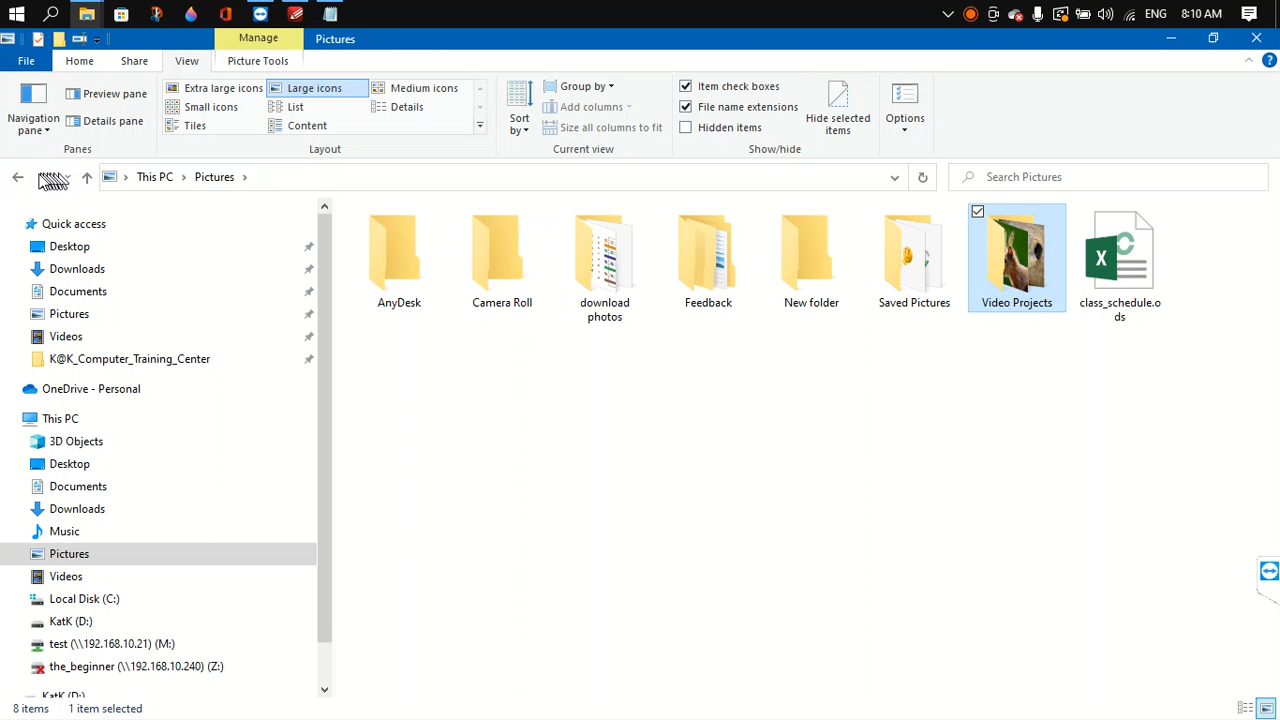 ENG 8:10 AM
Manage Pictures
File Home Share View Picture Tools
Navigation pane
Preview pane
Details pane
Panes
Extra large icons Large icons Medium icons
Small icons List Details
Tiles Content
Layout
Sort by
Group by
Add columns
Size all columns to fit
Current view
Item check boxes
File name extensions
Hidden items
Hide selected items
Show/hide
Options
This PC Pictures
Search Pictures
Quick access
Desktop
Downloads
Documents
Pictures
Videos
K@K_Computer_Training_Center
OneDrive - Personal
This PC
3D Objects
Desktop
Documents
Downloads
Music
Pictures
Videos
Local Disk (C:)
KatK (D:)
test (\\192.168.10.21) (M:)
the_beginner (\\192.168.10.240) (Z:)
KatK (D:)
AnyDesk
Camera Roll
download photos
Feedback
New folder
Saved Pictures
Video Projects
class_schedule.o
ds
8 items 1 item selected